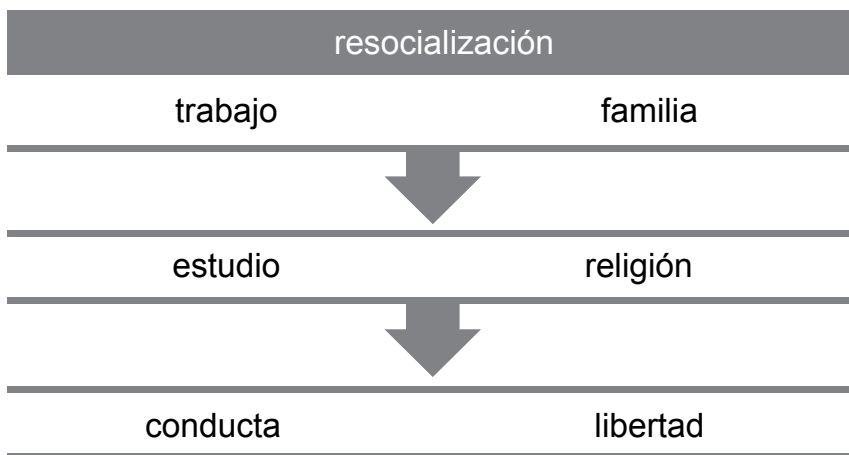 resocialización
trabajo familia
estudio religión
conducta libertad